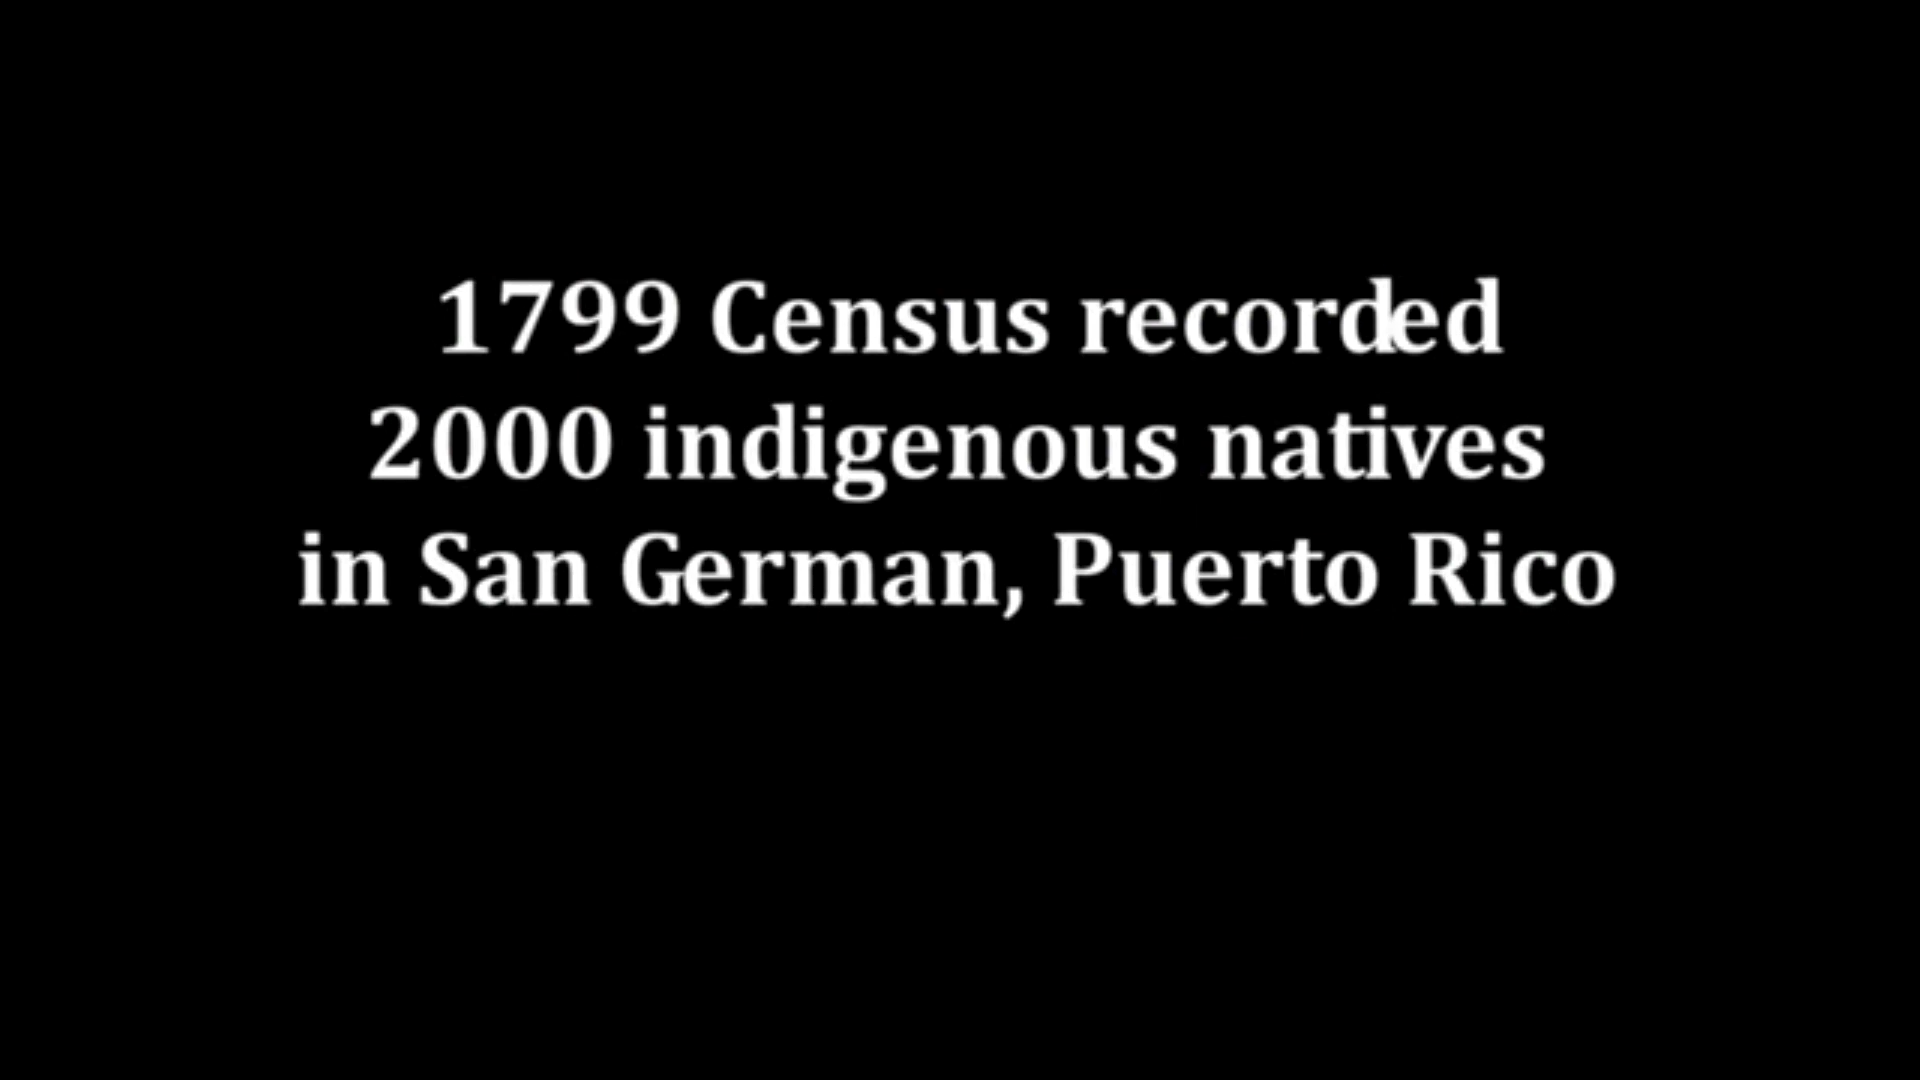 1799 Census recorded
2000 indigenous natives
in San German, Puerto Rico